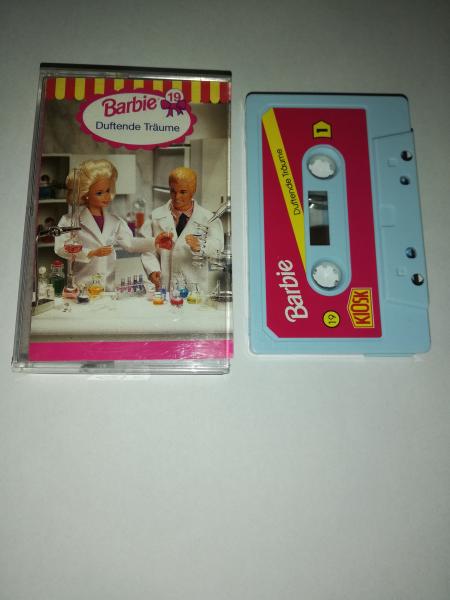 Barbie 19
Duftende Träume
1
Duftende Träume
Barbie
19
KIOSK